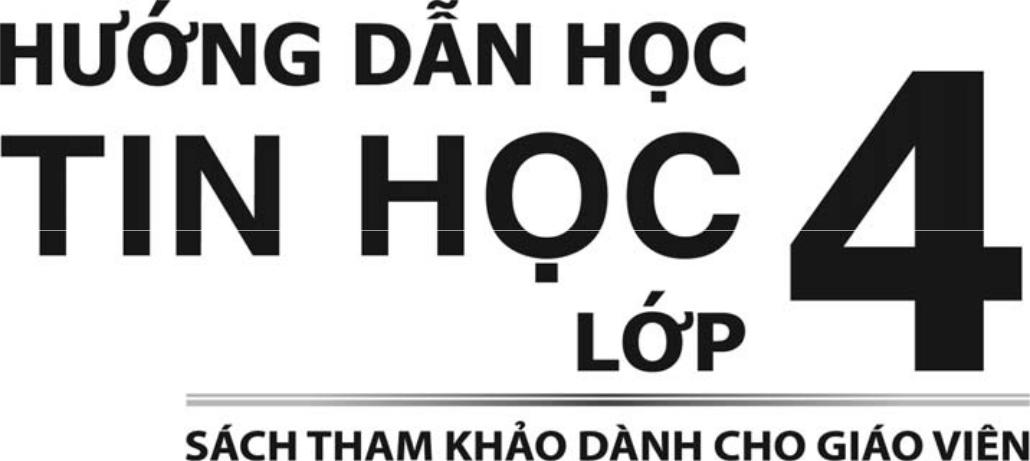 HƯỚNG DẪN HỌC
TIN HỌC
LỚP 4
SÁCH THAM KHẢO DÀNH CHO GIÁO VIÊN